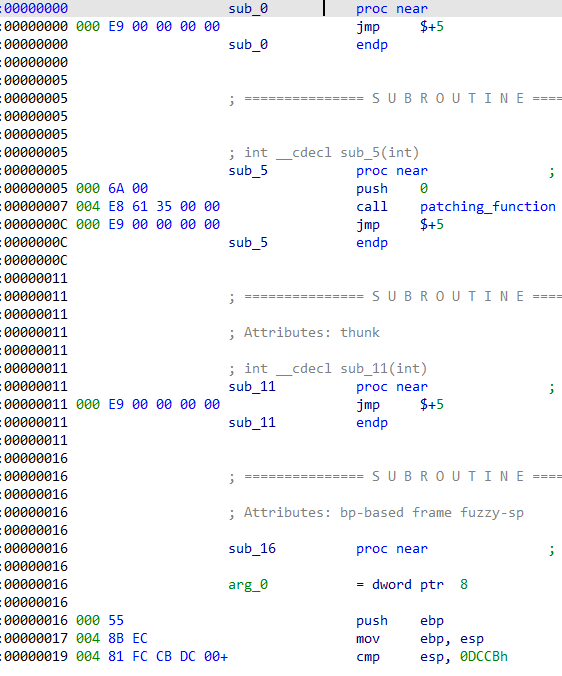 :00000000 sub_0 proc near
:00000000 000 E9 00 00 00 00 jmp $+5
:00000000 sub_0 endp
:00000000
:00000005
:00000005 ; =============== S U B R O U T I N E ====
:00000005
:00000005
:00000005 ; int __cdecl sub_5(int)
:00000005 sub_5 proc near ;
:00000005 000 6A 00 push 0
:00000007 004 E8 61 35 00 00 call patching_function
:0000000C 000 E9 00 00 00 00 jmp $+5
:0000000C sub_5 endp
:0000000C
:00000011
:00000011 ; =============== S U B R O U T I N E ====
:00000011
:00000011 ; Attributes: thunk
:00000011
:00000011 ; int __cdecl sub_11(int)
:00000011 sub_11 proc near ;
:00000011 000 E9 00 00 00 00 jmp $+5
:00000011 sub_11 endp
:00000011
:00000016
:00000016 ; =============== S U B R O U T I N E ====
:00000016
:00000016 ; Attributes: bp-based frame fuzzy-sp
:00000016
:00000016 sub_16 proc near ;
:00000016
:00000016 arg_0 = dword ptr 8
:00000016
:00000016 000 55 push ebp
:00000017 004 8B EC mov ebp, esp
:00000019 004 81 FC CB DC 00+ cmp esp, 0DCCBh